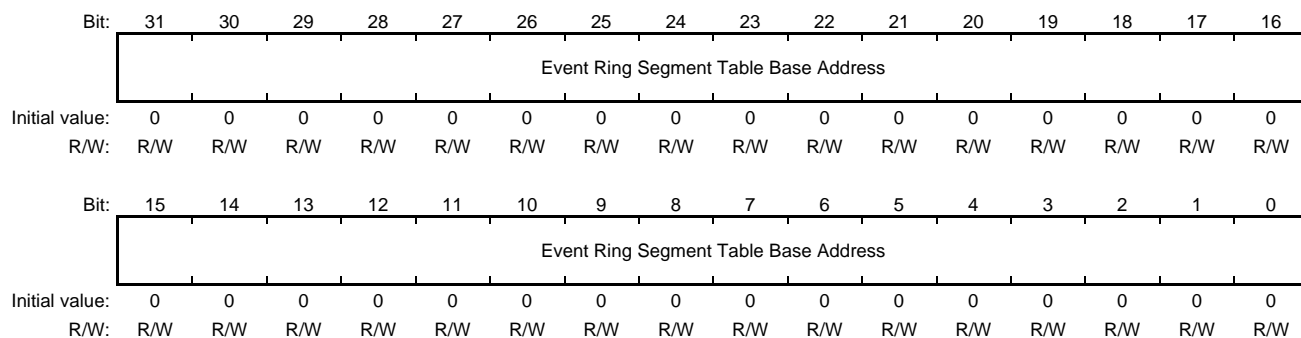 Bit: 31 30 29 28 27 26 25 24 23 22 21 20 19 18 17 16
Event Ring Segment Table Base Address
Initial value: 0 0 0 0 0 0 0 0 0 0 0 0 0 0 0 0
R/W: R/W R/W R/W R/W R/W R/W R/W R/W R/W R/W R/W R/W R/W R/W R/W R/W
Bit: 15 14 13 12 11 10 9 8 7 6 5 4 3 2 1 0
Event Ring Segment Table Base Address
Initial value: 0 0 0 0 0 0 0 0 0 0 0 0 0 0 0 0
R/W: R/W R/W R/W R/W R/W R/W R/W R/W R/W R/W R/W R/W R/W R/W R/W R/W